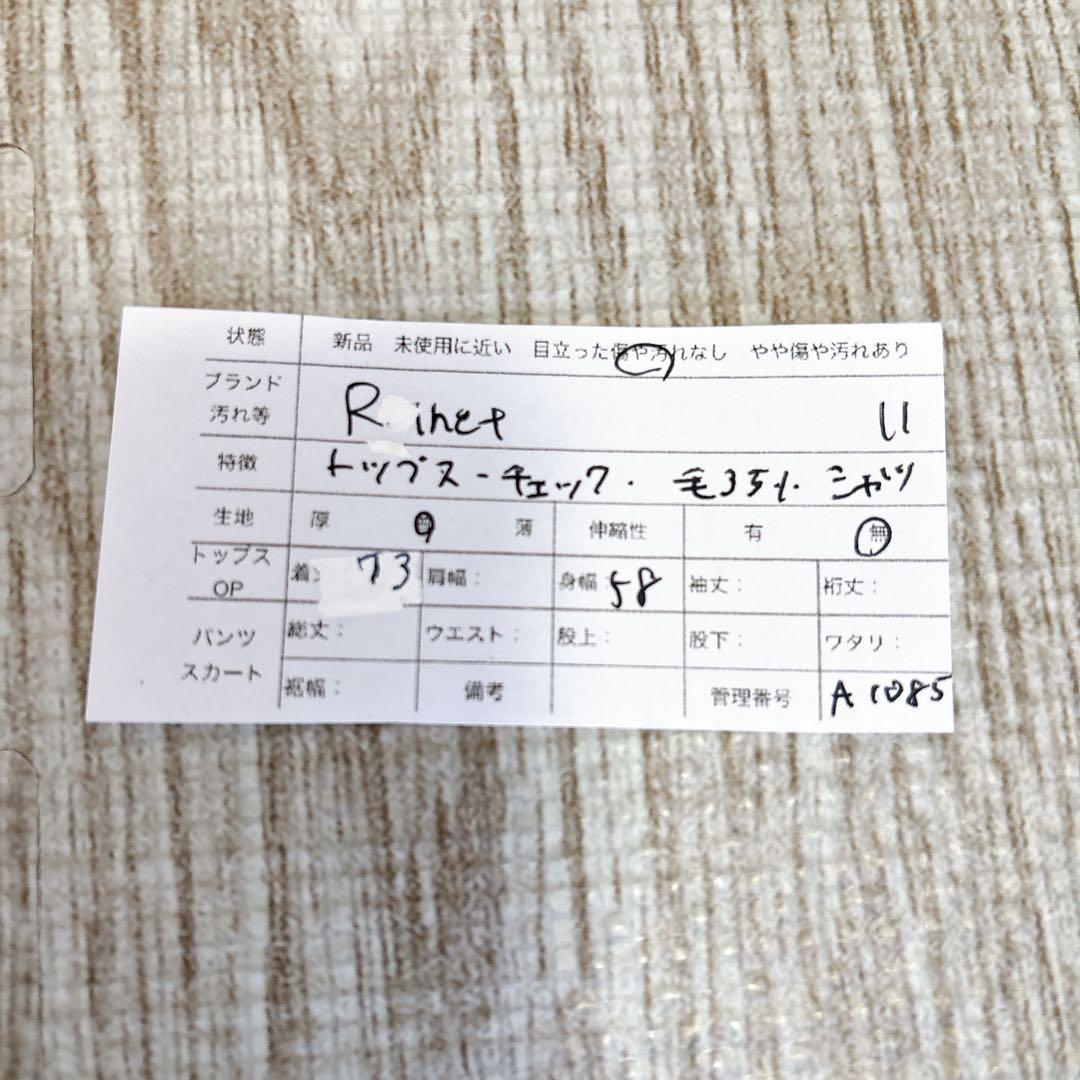 状態 新品 未使用に近い 目立った傷や汚れなし やや傷や汚れあり
ブランド
汚れ等 R inet
特徴 トップス-チェック. 毛35%. シャツ
生地 厚 薄 伸縮性 有 無
トップス
OP 着 73 肩幅: 身幅 58 袖丈: 裄丈:
パンツ
スカート 総丈: ウエスト: 股上: 股下: ワタリ:
裾幅: 備考 管理番号 A1085